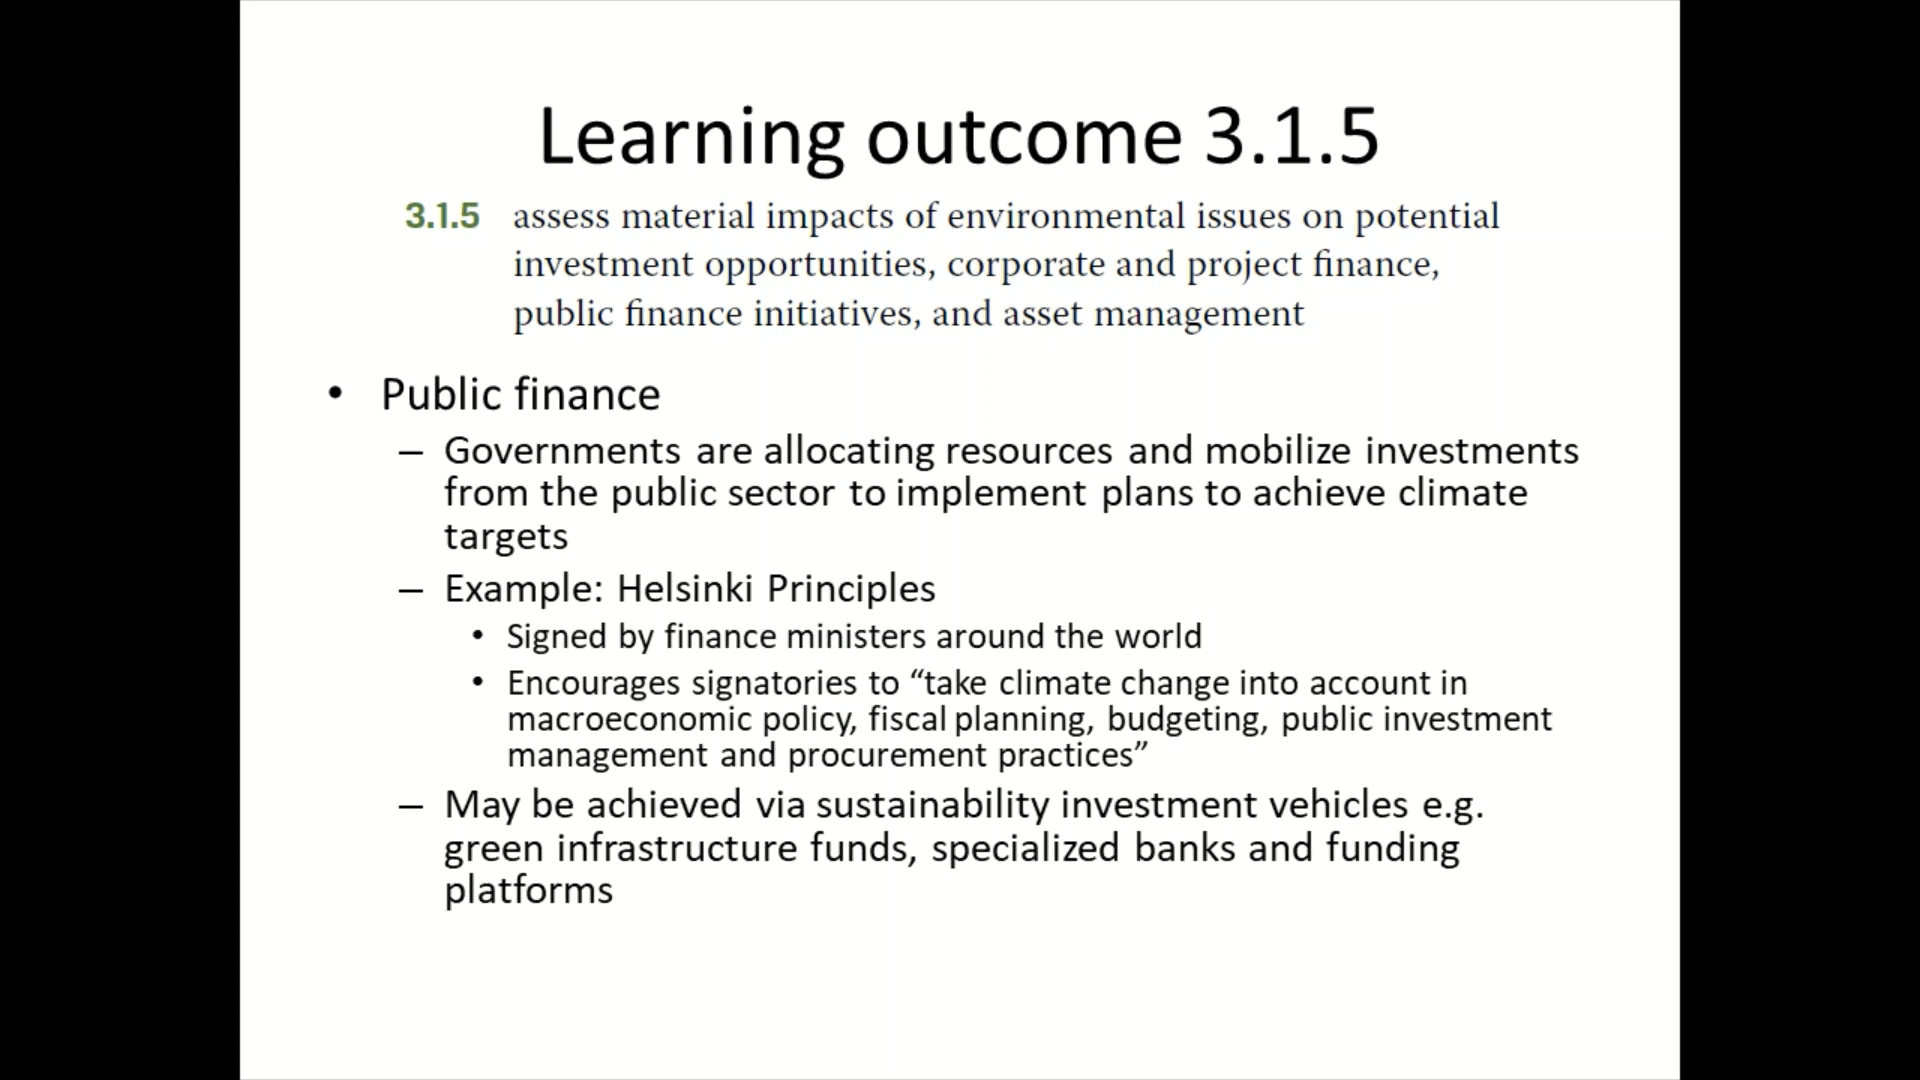 Learning outcome 3.1.5
3.1.5 assess material impacts of environmental issues on potential
investment opportunities, corporate and project finance,
public finance initiatives, and asset management
• Public finance
– Governments are allocating resources and mobilize investments
from the public sector to implement plans to achieve climate
targets
– Example: Helsinki Principles
• Signed by finance ministers around the world
• Encourages signatories to “take climate change into account in
macroeconomic policy, fiscal planning, budgeting, public investment
management and procurement practices”
– May be achieved via sustainability investment vehicles e.g.
green infrastructure funds, specialized banks and funding
platforms